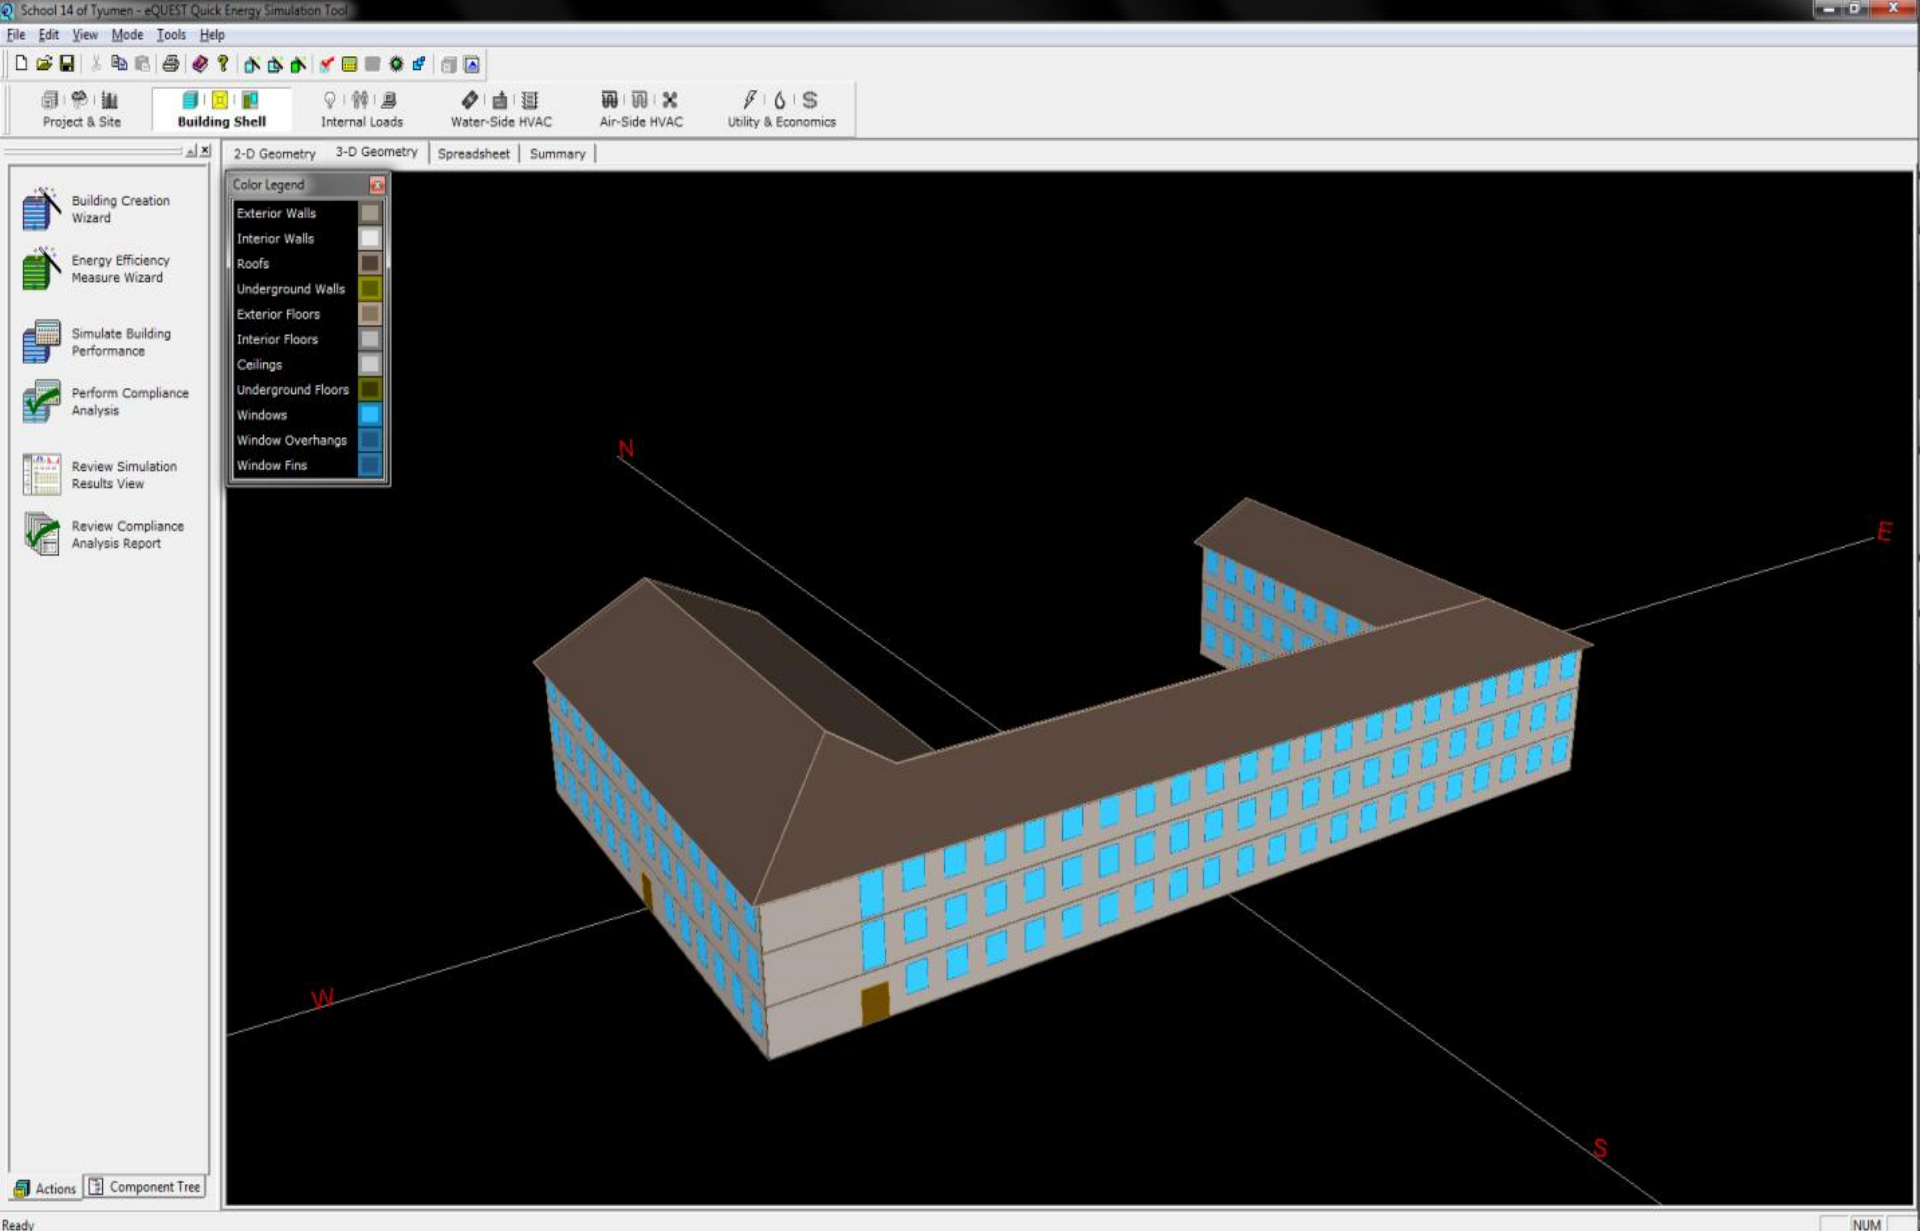 School 14 of Tyumen - eQUEST Quick Energy Simulation Tool
File Edit View Mode Tools Help
Project & Site
Building Shell
Internal Loads
Water-Side HVAC
Air-Side HVAC
Utility & Economics
2-D Geometry
3-D Geometry
Spreadsheet
Summary
Building Creation
Wizard
Energy Efficiency
Measure Wizard
Simulate Building
Performance
Perform Compliance
Analysis
Review Simulation
Results View
Review Compliance
Analysis Report
Color Legend
Exterior Walls
Interior Walls
Roofs
Underground Walls
Exterior Floors
Interior Floors
Ceilings
Underground Floors
Windows
Window Overhangs
Window Fins
N
E
W
S
Actions
Component Tree
Ready
NUM